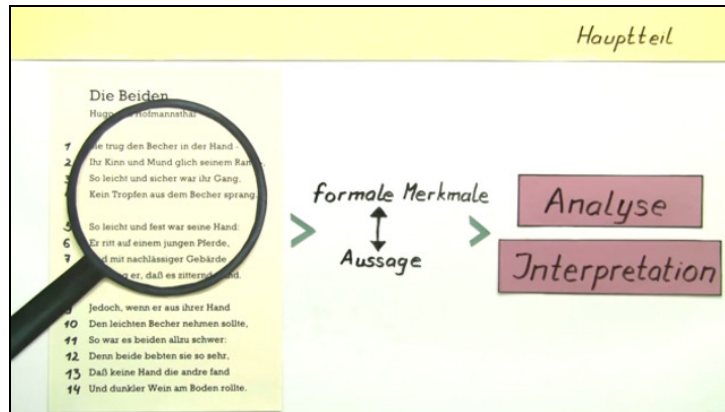 Hauptteil
Die Beiden
Hugo Hofmannsthal
1 trug den Becher in der Hand -
2 Ihr Kinn und Mund glich seinem
3 So leicht und sicher war ihr Gang,
Kein Tropfen aus dem Becher sprang.
5 So leicht und fest war seine Hand:
6 Er ritt auf einem jungen Pferde,
7 mit nachlässiger Gebärde
er, daß es zitternd
Jedoch, wenn er aus ihrer Hand
10 Den leichten Becher nehmen sollte,
11 So war es beiden allzu schwer:
12 Denn beide bebten sie so sehr,
13 Daß keine Hand die andre fand
14 Und dunkler Wein am Boden rollte.
formale Merkmale
Aussage
Analyse
Interpretation